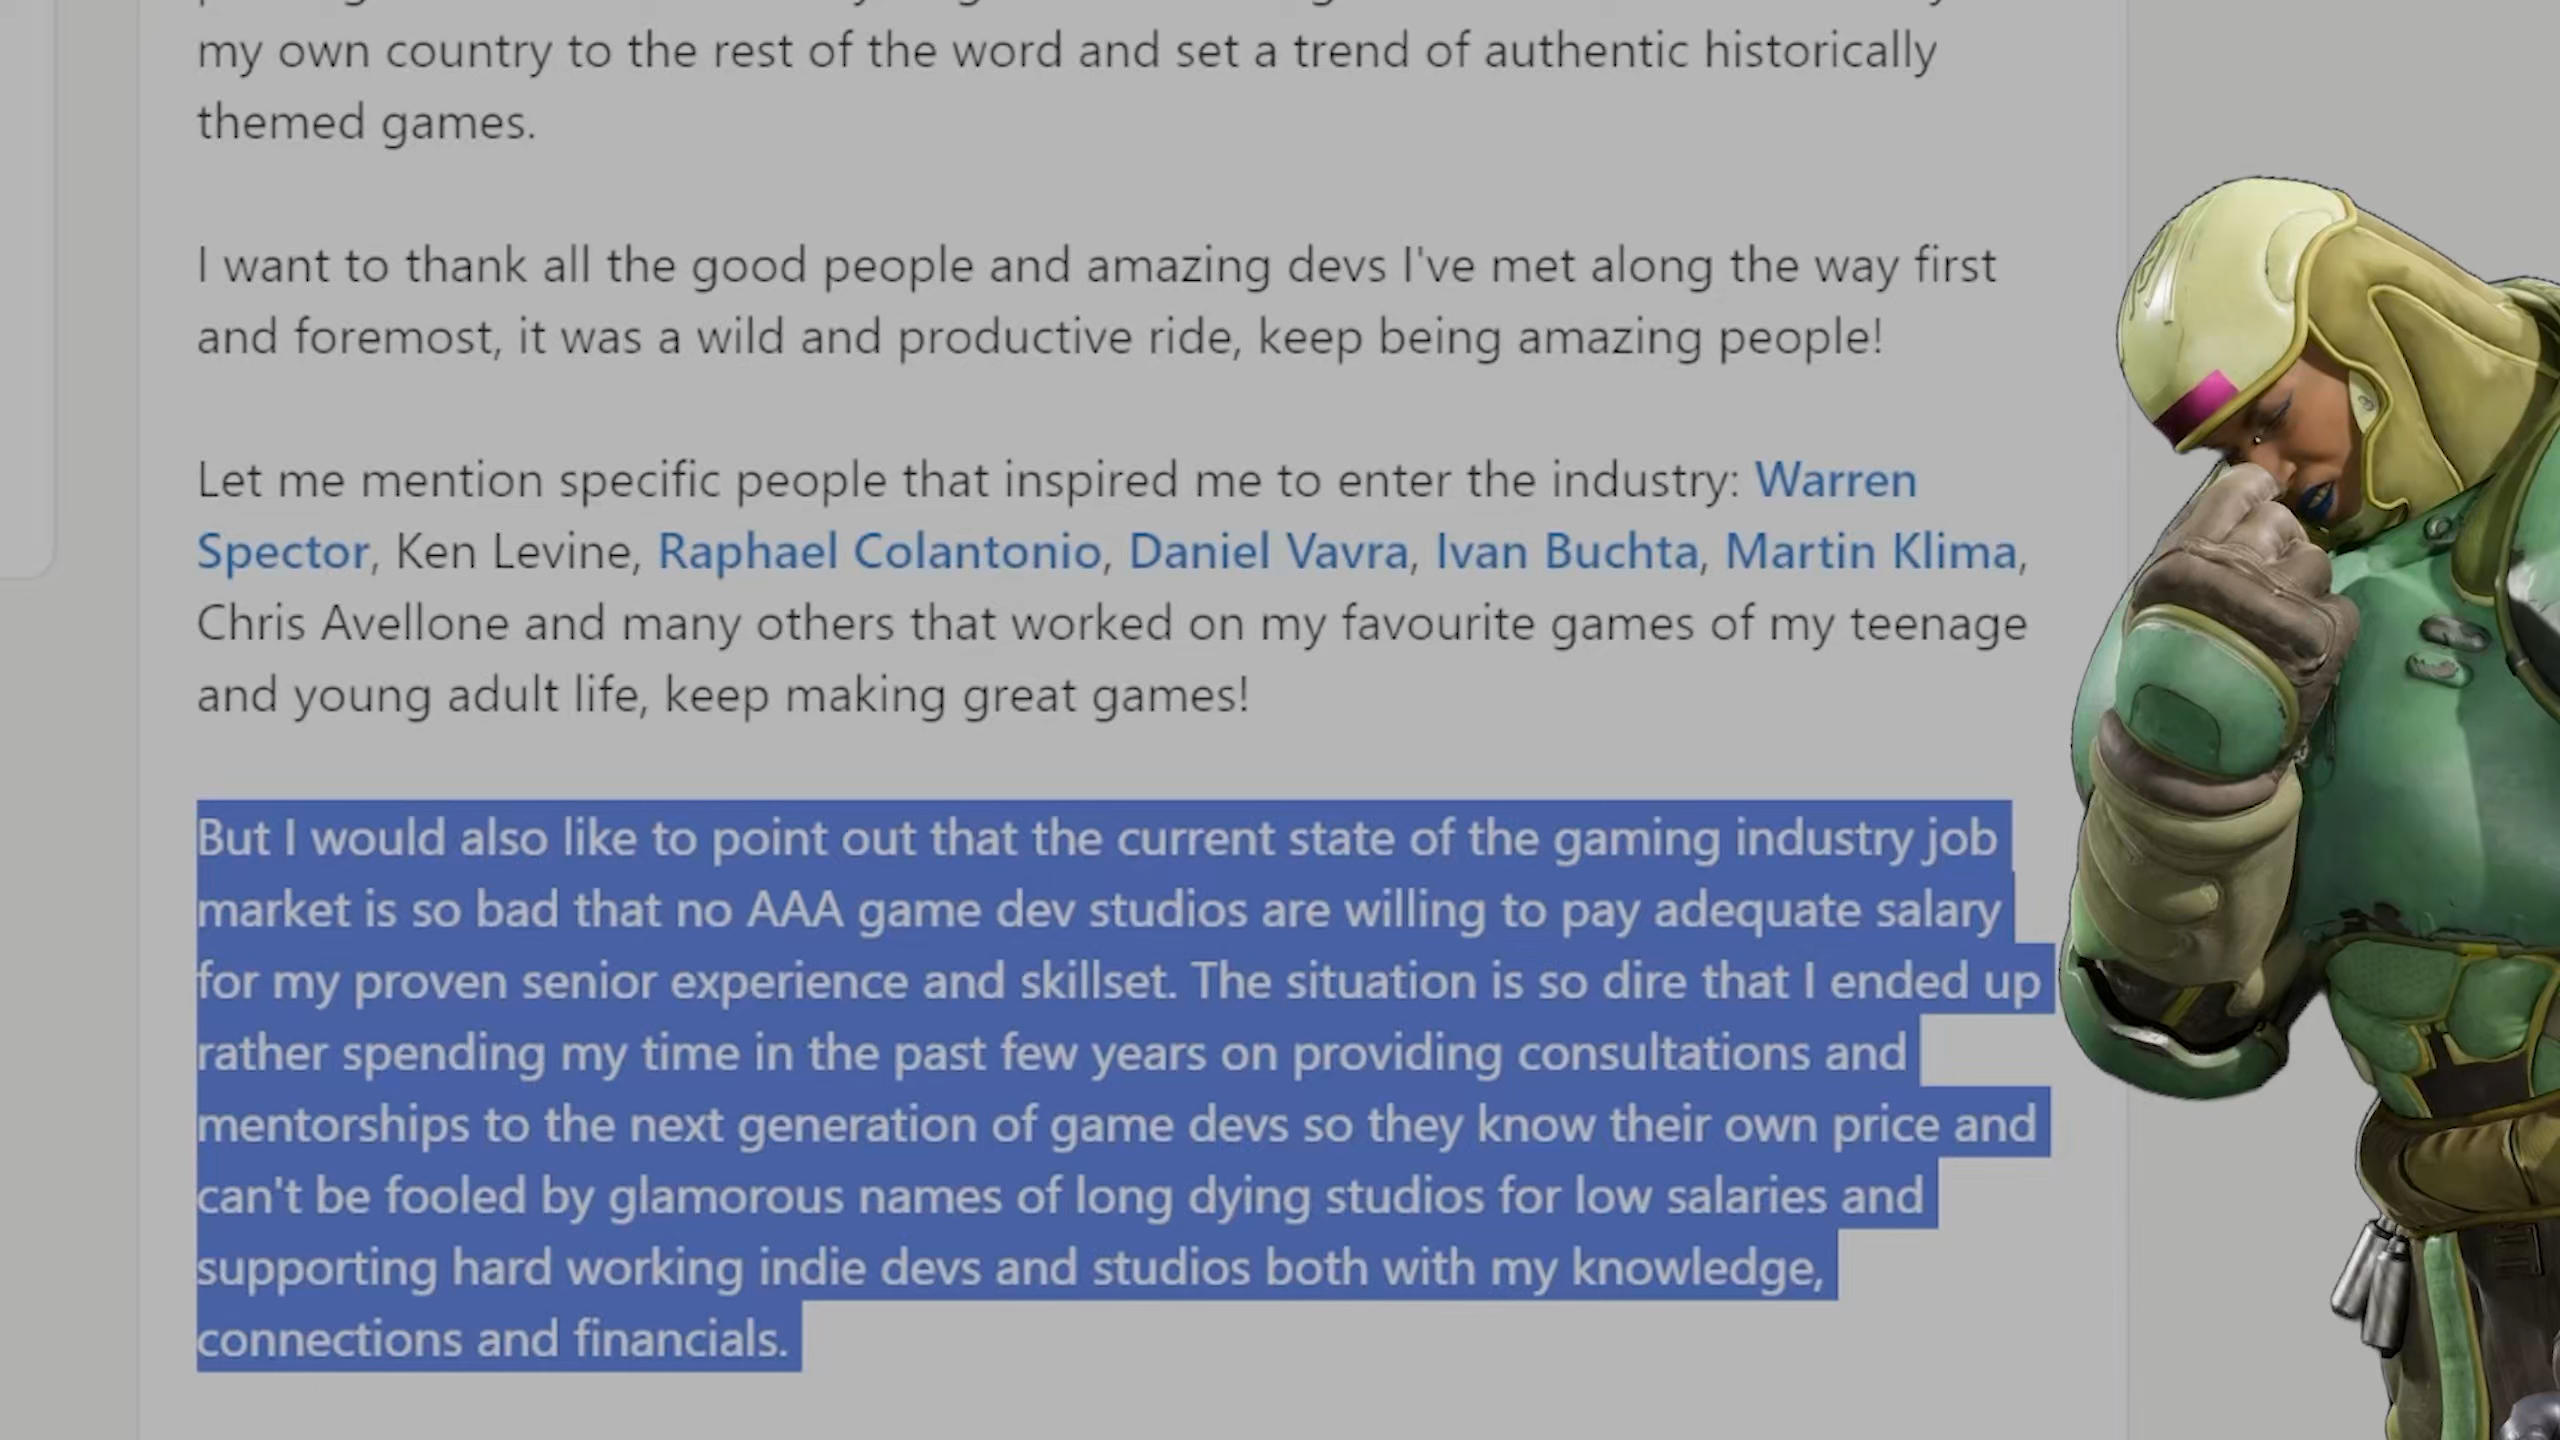 my own country to the rest of the word and set a trend of authentic historically
themed games.
I want to thank all the good people and amazing devs I've met along the way first
and foremost, it was a wild and productive ride, keep being amazing people!
Let me mention specific people that inspired me to enter the industry: Warren
Spector, Ken Levine, Raphael Colantonio, Daniel Vavra, Ivan Buchta, Martin Klima,
Chris Avellone and many others that worked on my favourite games of my teenage
and young adult life, keep making great games!
But I would also like to point out that the current state of the gaming industry job
market is so bad that no AAA game dev studios are willing to pay adequate salary
for my proven senior experience and skillset. The situation is so dire that I ended up
rather spending my time in the past few years on providing consultations and
mentorships to the next generation of game devs so they know their own price and
can't be fooled by glamorous names of long dying studios for low salaries and
supporting hard working indie devs and studios both with my knowledge,
connections and financials.